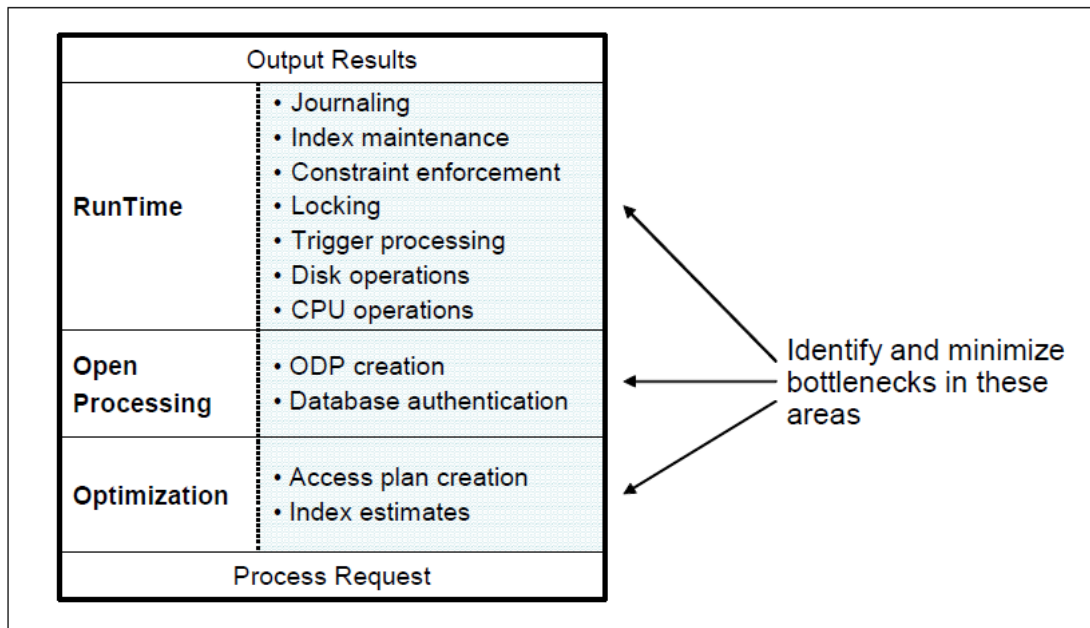 Output Results
RunTime
• Journaling
• Index maintenance
• Constraint enforcement
• Locking
• Trigger processing
• Disk operations
• CPU operations
Open
Processing
• ODP creation
• Database authentication
Optimization
• Access plan creation
• Index estimates
Process Request
Identify and minimize
bottlenecks in these
areas